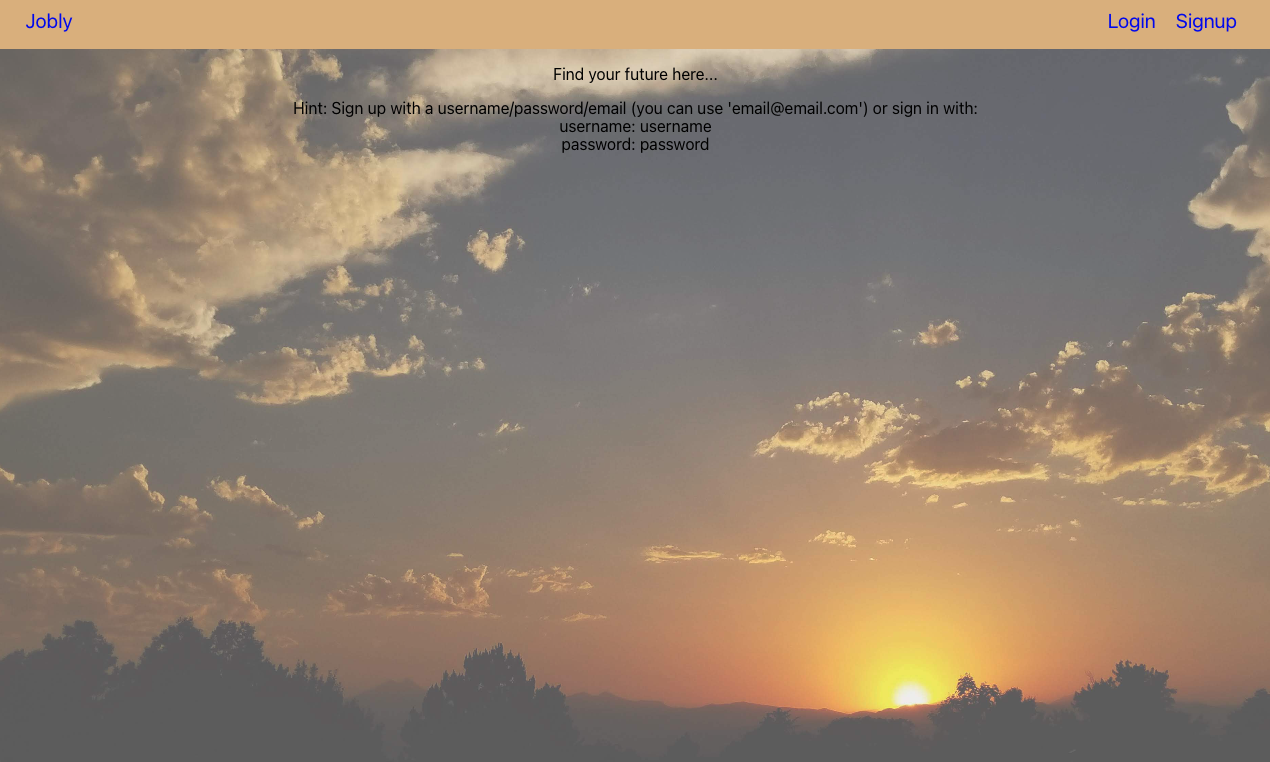 Jobly
Login Signup
Find your future here...
Hint: Sign up with a username/password/email (you can use 'email@email.com') or sign in with:
username: username
password: password